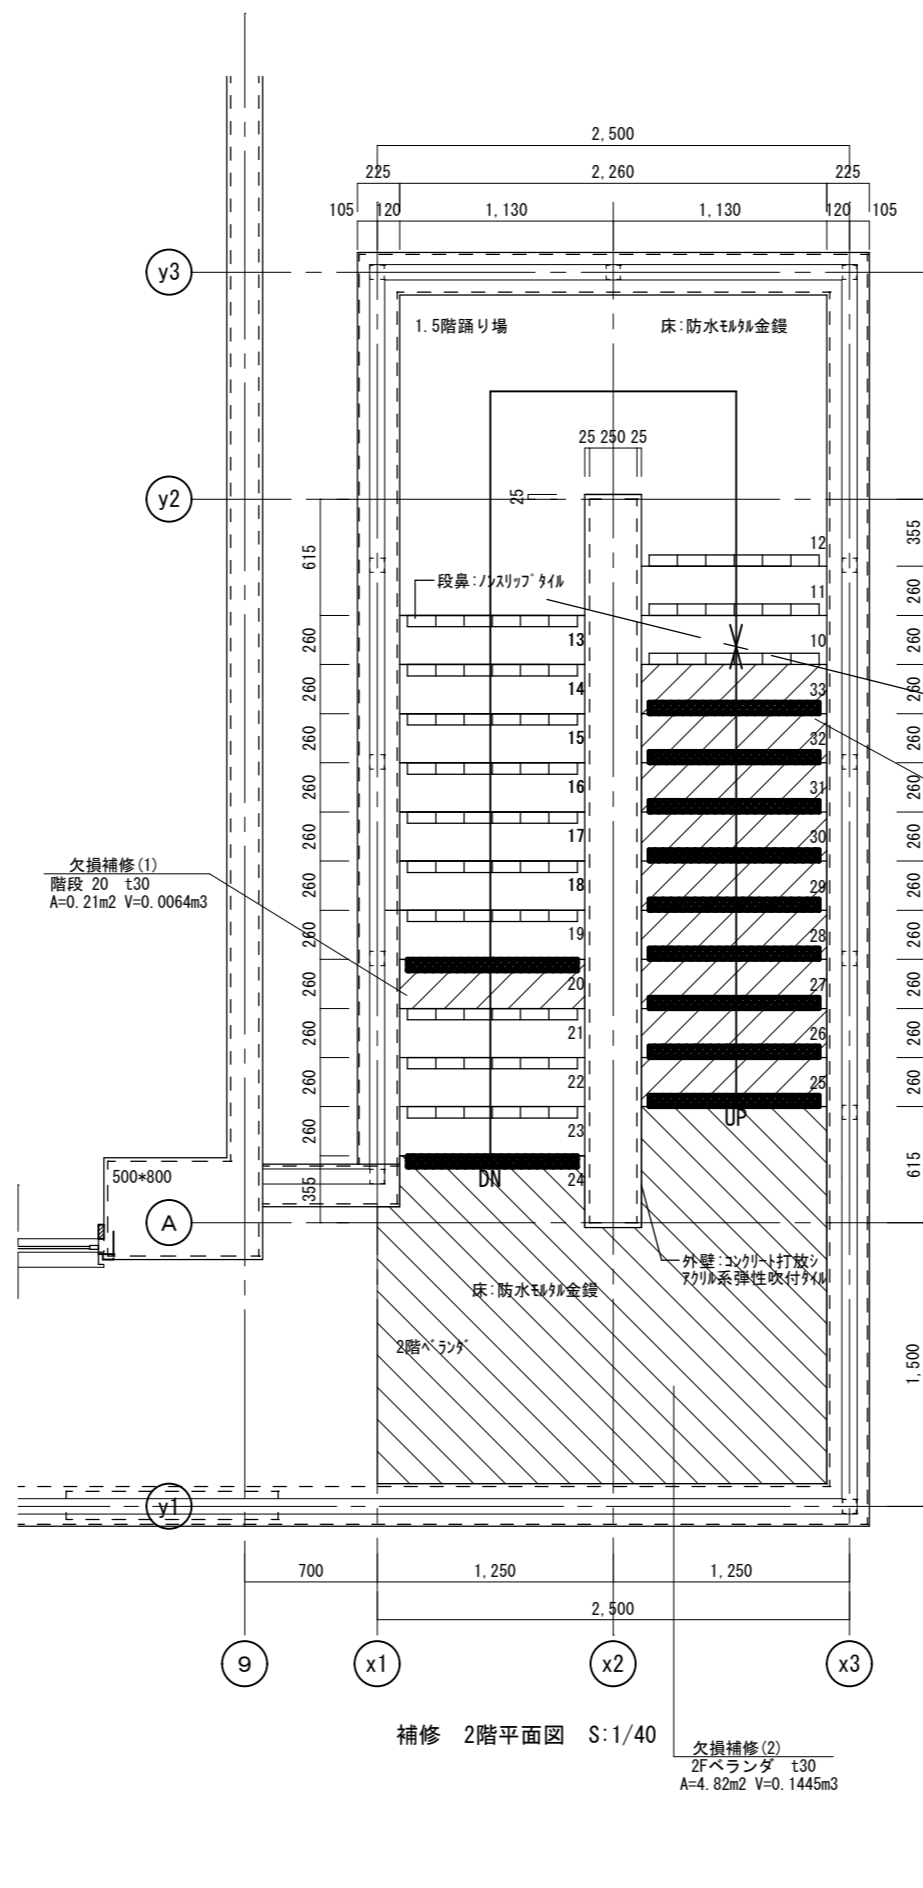 2,500
225 2,260 225
105 120 1,130 1,130 120 105
y3
1.5階踊り場 床:防水ﾓﾙﾀﾙ金鏝
25 250 25
y2
25
615
355
12
段鼻:ﾉﾝｽﾘｯﾌﾟﾀｲﾙ
11
260
13
10
260
260
14
33
260
260
15
32
260
260
16
31
260
260
17
30
260
260
欠損補修(1)
階段 20 t30
A=0.21m2 V=0.0064m3
18
29
260
260
19
28
260
260
20
27
260
260
21
26
260
260
22
25
260
260
UP
23
260
615
500*800
DN
24
355
A
外壁:ｺﾝｸﾘｰﾄ打放ｼ
ｱｸﾘﾙ系弾性吹付ﾀｲﾙ
床:防水ﾓﾙﾀﾙ金鏝
2階ﾍﾞﾗﾝﾀﾞ
1,500
y1
700 1,250 1,250
2,500
9 x1 x2 x3
補修 2階平面図 S:1/40
欠損補修(2)
2Fベランダ t30
A=4.82m2 V=0.1445m3